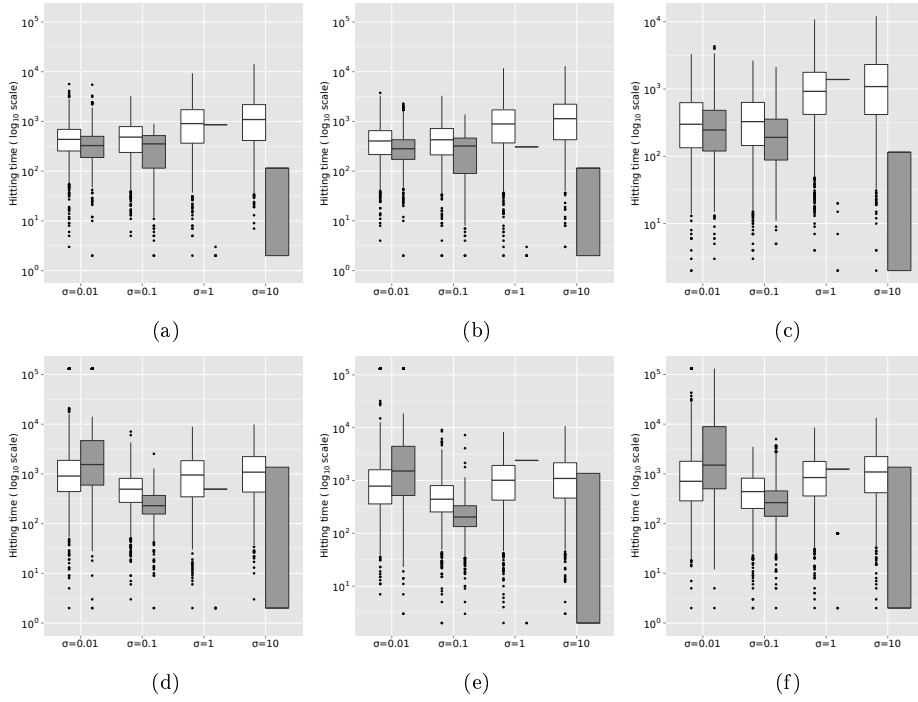 Hitting time ( log10 scale)
10^5
10^4
10^3
10^2
10^1
10^0
σ=0.01 σ=0.1 σ=1 σ=10
(a)
Hitting time ( log10 scale)
10^5
10^4
10^3
10^2
10^1
10^0
σ=0.01 σ=0.1 σ=1 σ=10
(b)
Hitting time ( log10 scale)
10^4
10^3
10^2
10^1
σ=0.01 σ=0.1 σ=1 σ=10
(c)
Hitting time ( log10 scale)
10^5
10^4
10^3
10^2
10^1
10^0
σ=0.01 σ=0.1 σ=1 σ=10
(d)
Hitting time ( log10 scale)
10^5
10^4
10^3
10^2
10^1
σ=0.01 σ=0.1 σ=1 σ=10
(e)
Hitting time ( log10 scale)
10^5
10^4
10^3
10^2
10^1
10^0
σ=0.01 σ=0.1 σ=1 σ=10
(f)